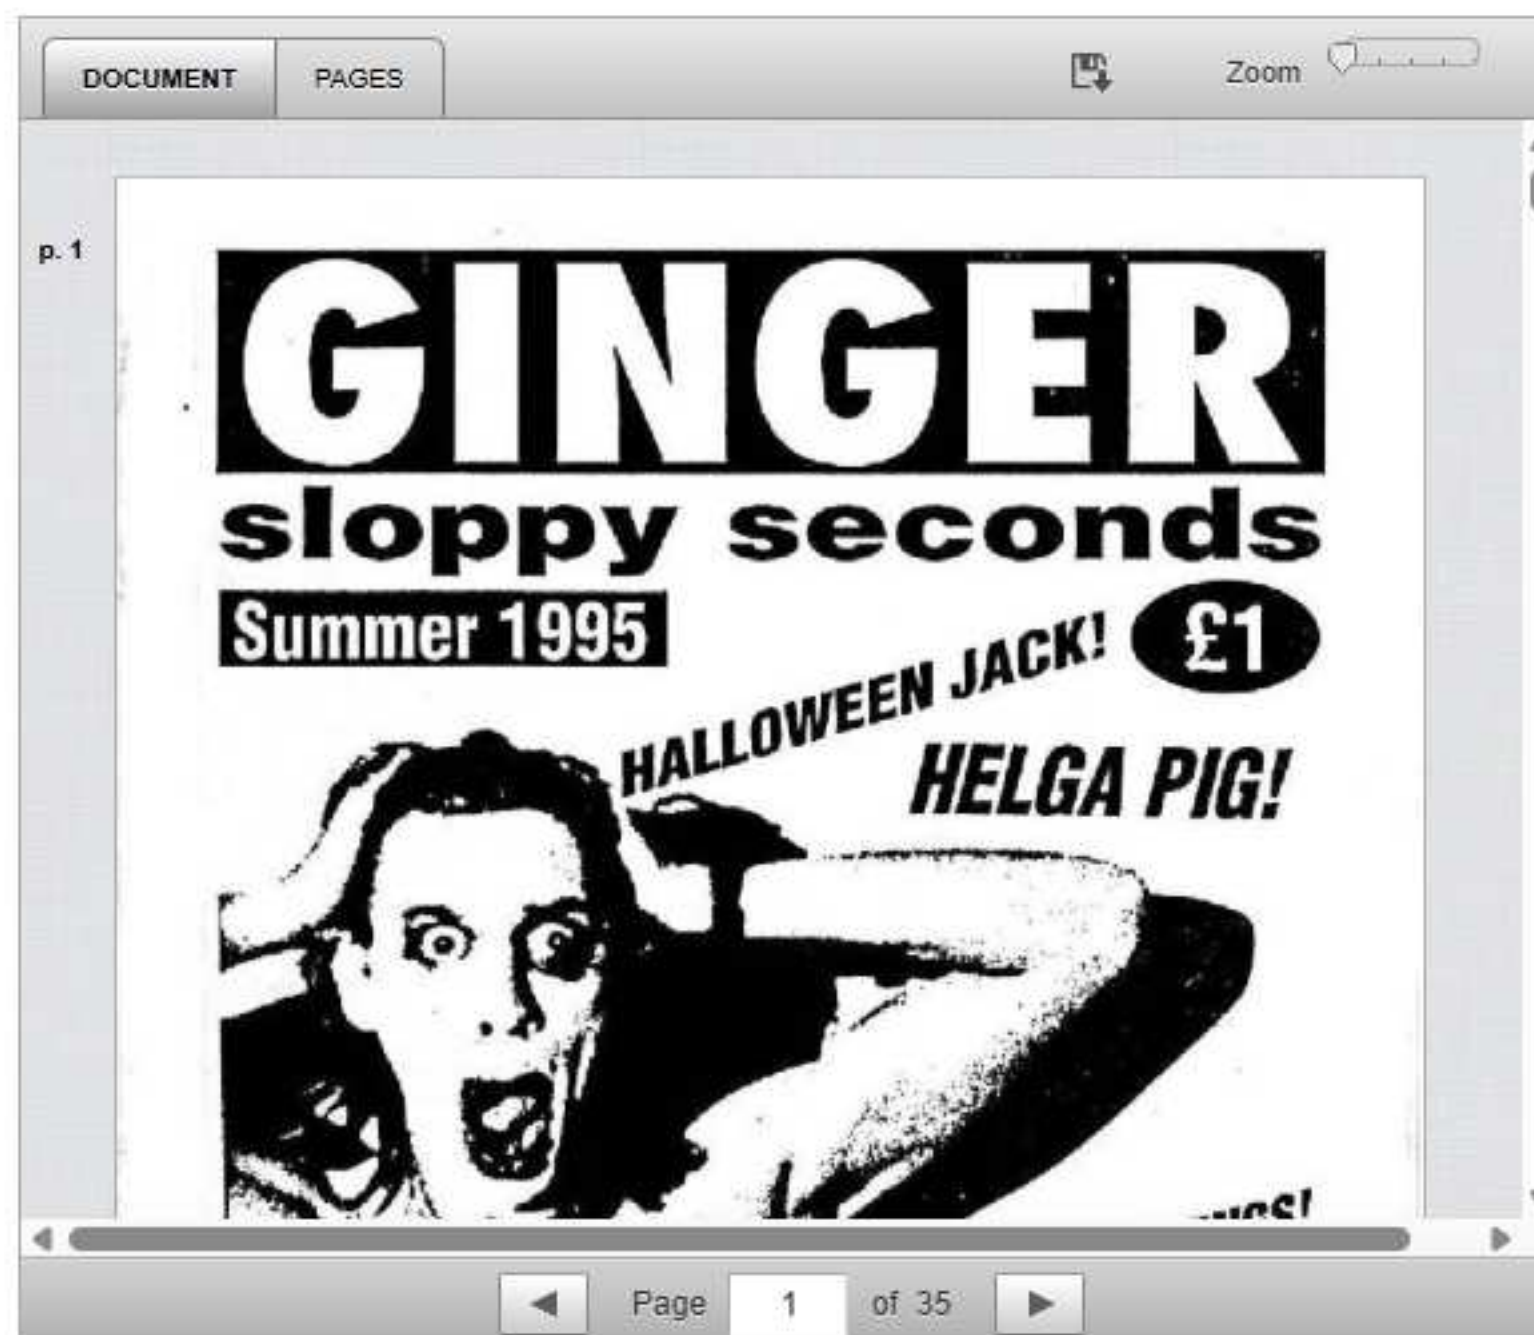 DOCUMENT PAGES Zoom
p. 1
GINGER
sloppy seconds
Summer 1995
£1
HALLOWEEN JACK!
HELGA PIG!
Page 1 of 35